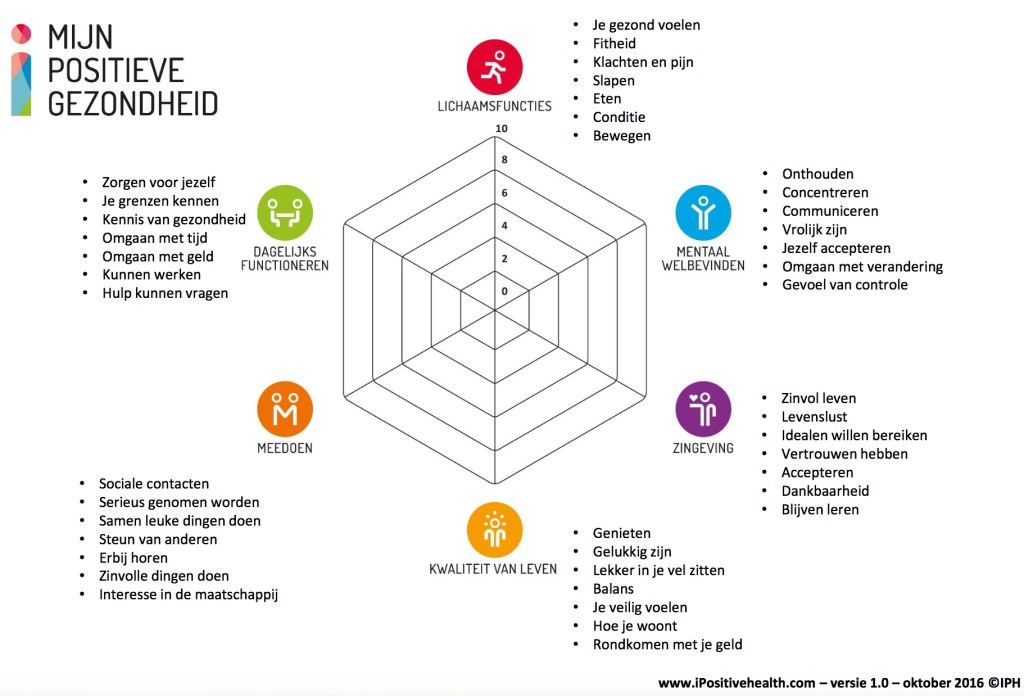 MIJN
POSITIEVE
GEZONDHEID
LICHAAMSFUNCTIES
• Je gezond voelen
• Fitheid
• Klachten en pijn
• Slapen
• Eten
• Conditie
• Bewegen
10
8
6
4
2
0
MENTAAL
WELBEVINDEN
• Onthouden
• Concentreren
• Communiceren
• Vrolijk zijn
• Jezelf accepteren
• Omgaan met verandering
• Gevoel van controle
ZINGEVING
• Zinvol leven
• Levenslust
• Idealen willen bereiken
• Vertrouwen hebben
• Accepteren
• Dankbaarheid
• Blijven leren
KWALITEIT VAN LEVEN
• Genieten
• Gelukkig zijn
• Lekker in je vel zitten
• Balans
• Je veilig voelen
• Hoe je woont
• Rondkomen met je geld
MEEDOEN
• Sociale contacten
• Serieus genomen worden
• Samen leuke dingen doen
• Steun van anderen
• Erbij horen
• Zinvolle dingen doen
• Interesse in de maatschappij
DAGELIJKS
FUNCTIONEREN
• Zorgen voor jezelf
• Je grenzen kennen
• Kennis van gezondheid
• Omgaan met tijd
• Omgaan met geld
• Kunnen werken
• Hulp kunnen vragen
www.iPositivehealth.com – versie 1.0 – oktober 2016 ©IPH